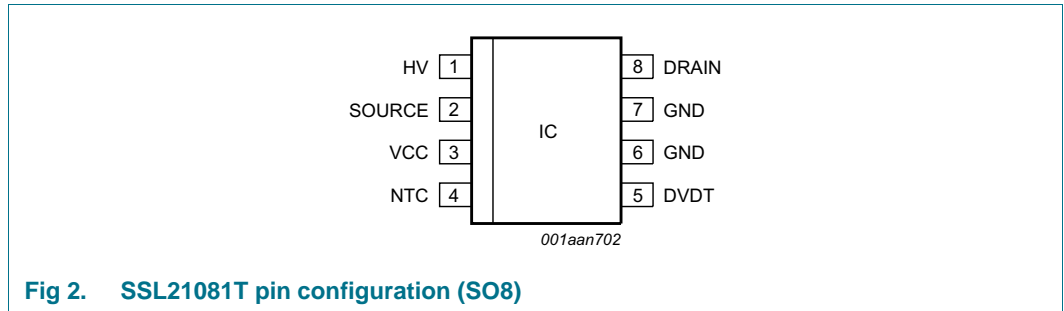 HV 1
SOURCE 2
VCC 3
NTC 4
IC
8 DRAIN
7 GND
6 GND
5 DVDT
001aan702
Fig 2. SSL21081T pin configuration (SO8)